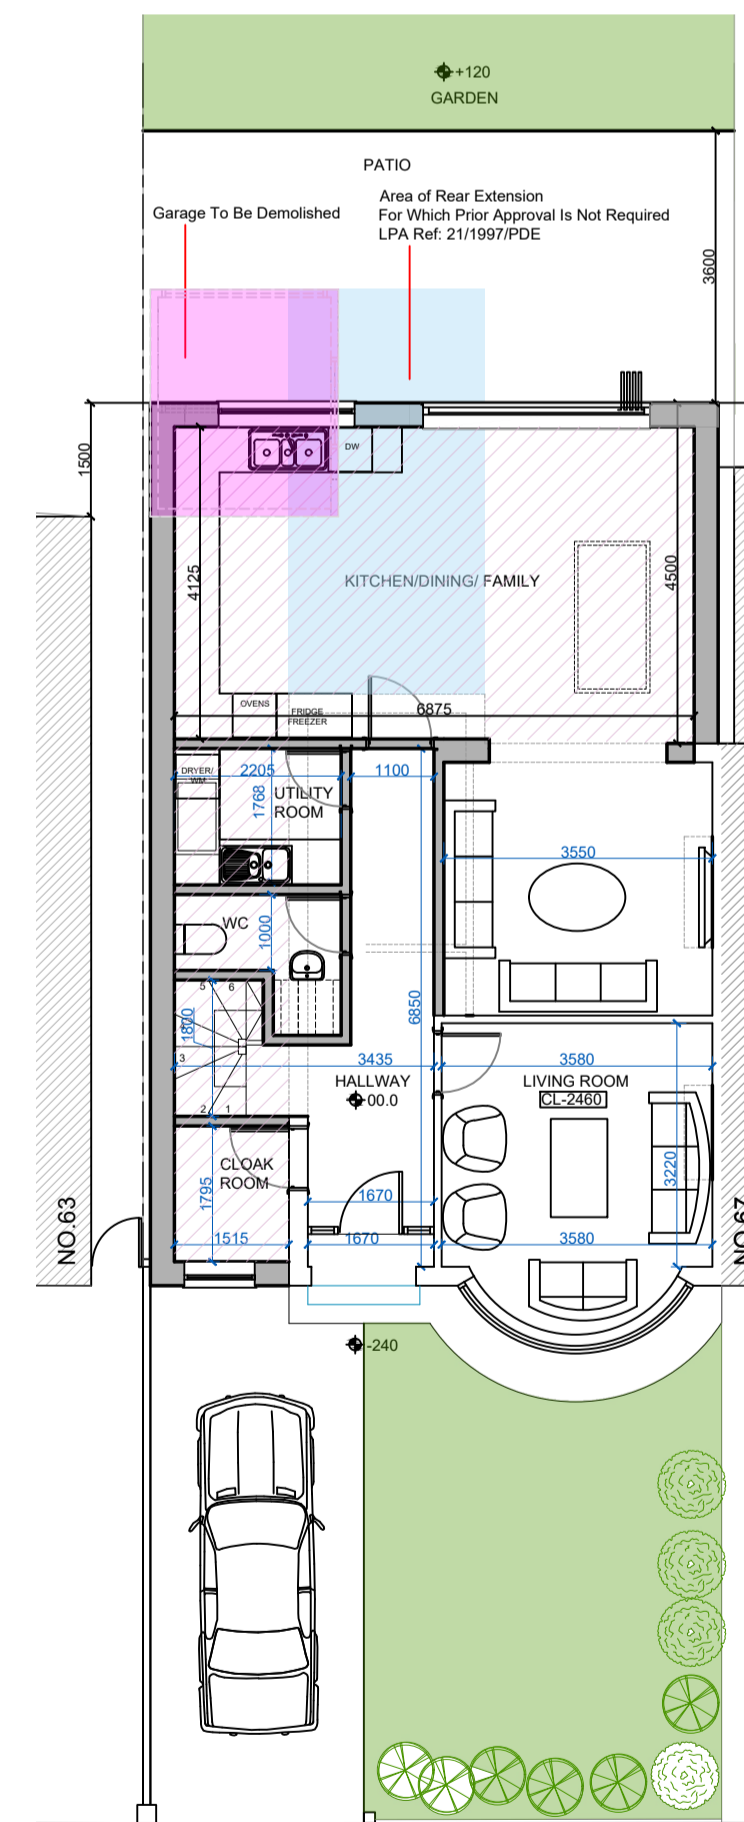 +120
GARDEN
PATIO
Garage To Be Demolished
Area of Rear Extension
For Which Prior Approval Is Not Required
LPA Ref: 21/1997/PDE
3600
1500
DW
4125
KITCHEN/DINING/ FAMILY
4500
OVENS
FRIDGE
FREEZER
6875
DRYER/
WM
2205
1100
1768
UTILITY
ROOM
3550
WC
1000
5
6
1800
3
2
1
6850
3435
HALLWAY
00.0
3580
LIVING ROOM
CL-2460
3220
CLOAK
ROOM
1795
1670
1515
1670
3580
NO.63
NO.67
-240